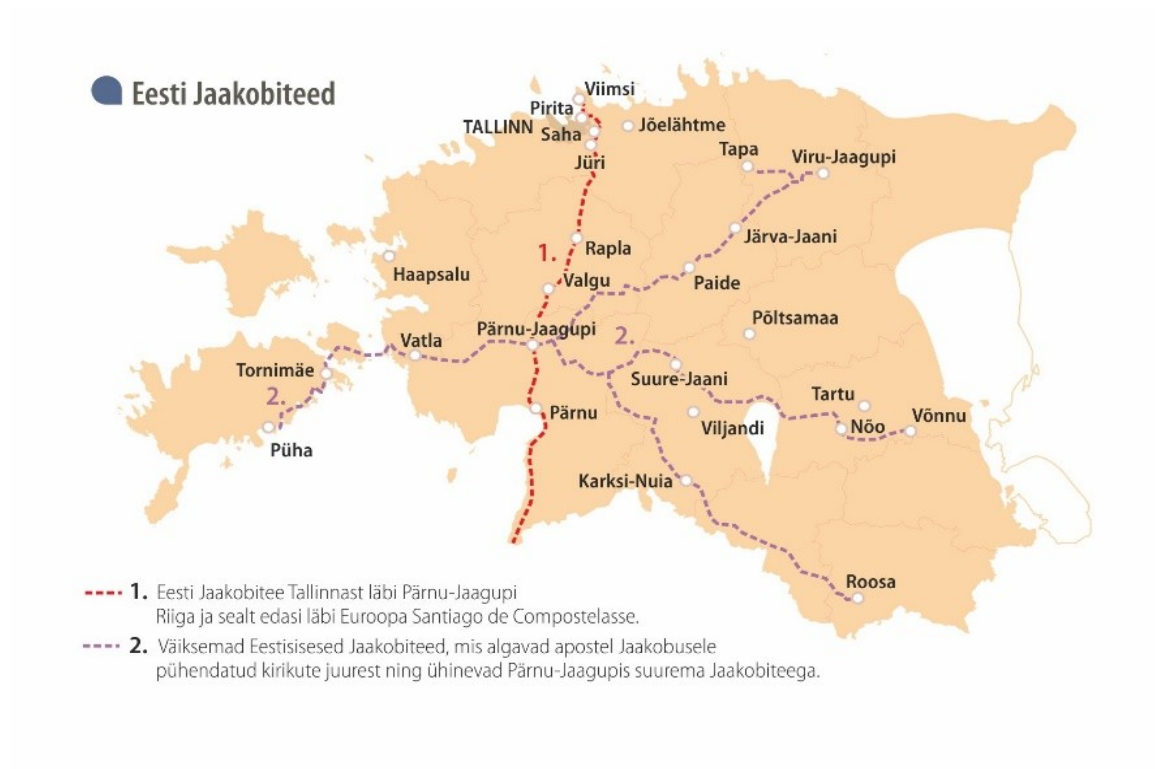 Eesti Jaakobiteed
Viimsi
Pirita
TALLINN
Saha
Jõelähtme
Jüri
Tapa
Viru-Jaagupi
Järva-Jaani
Rapla
1.
Haapsalu
Valgu
Paide
Pärnu-Jaagupi
2.
Põltsamaa
Vatla
Tornimäe
2.
Suure-Jaani
Tartu
Pärnu
Viljandi
Nõo
Võnnu
Püha
Karksi-Nuia
Roosa
1. Eesti Jaakobitee Tallinnast läbi Pärnu-Jaagupi
Riiga ja sealt edasi läbi Euroopa Santiago de Compostelasse.
2. Väiksemad Eestisisesed Jaakobiteed, mis algavad apostel Jaakobusele
pühendatud kirikute juurest ning ühinevad Pärnu-Jaagupis suurema Jaakobiteega.